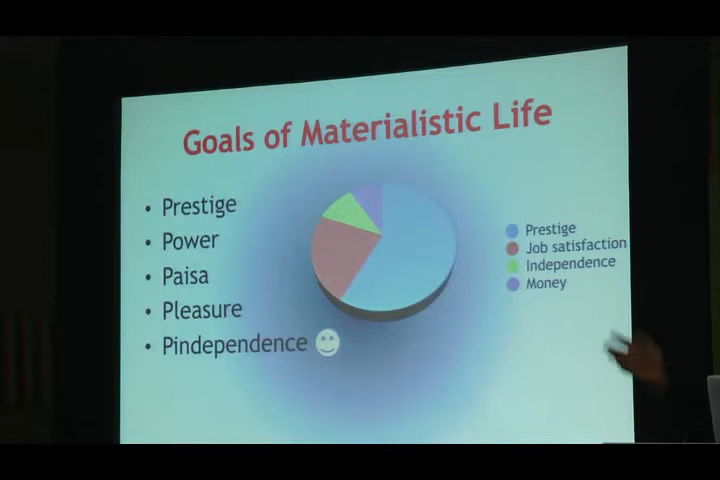 Goals of Materialistic Life
• Prestige
• Power
• Paisa
• Pleasure
• Pindependence
Prestige
Job satisfaction
Independence
Money